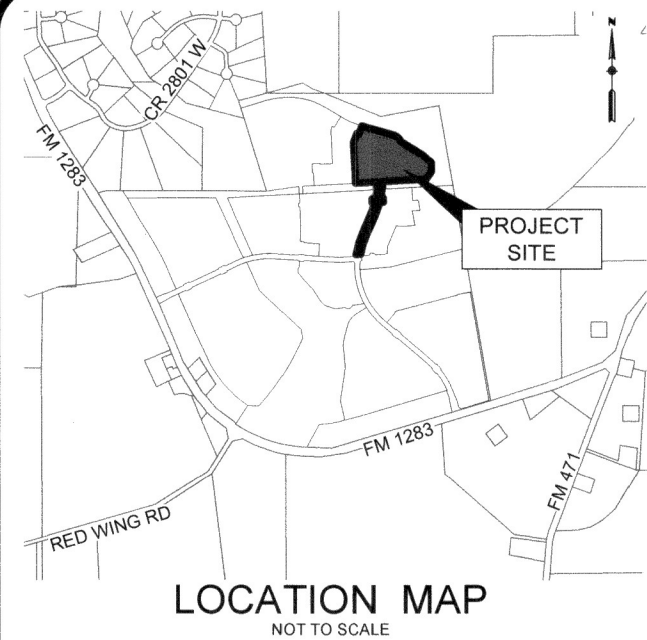 N
CR 2801 W
FM 1283
PROJECT
SITE
FM 1283
FM 471
RED WING RD
LOCATION MAP
NOT TO SCALE